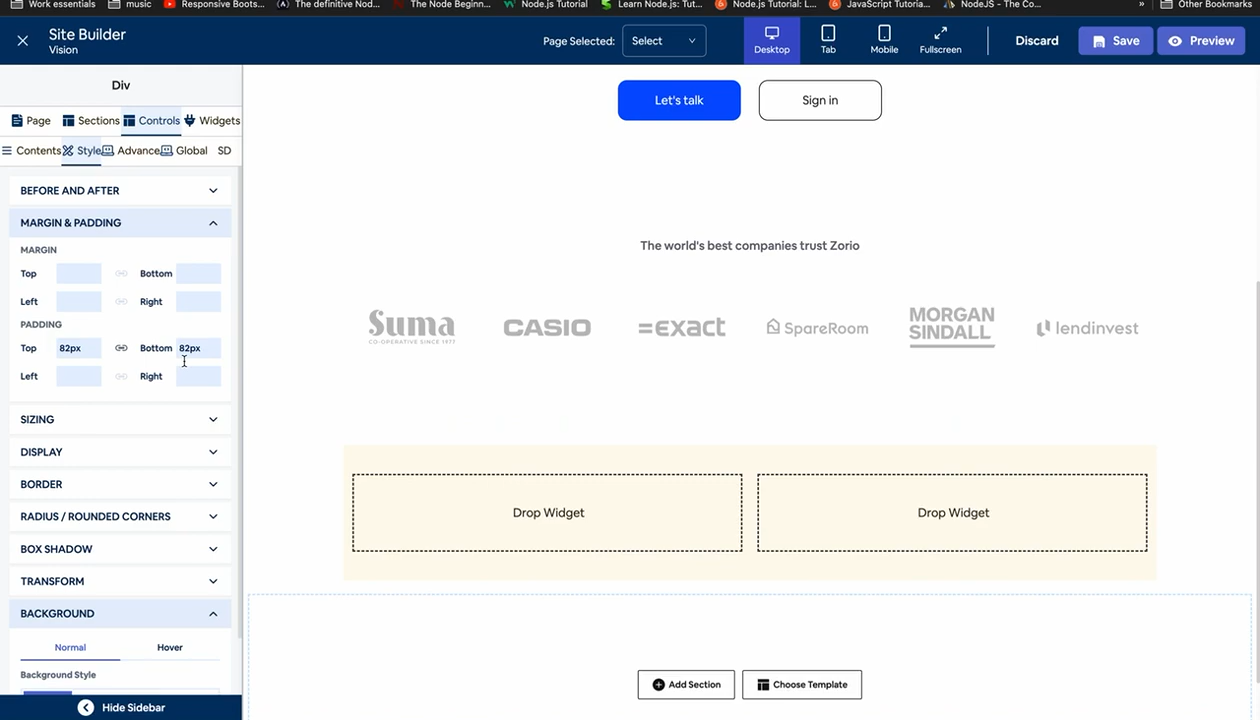 Work essentials
music
Responsive Boots...
The definitive Nod...
The Node Beginn...
Node.js Tutorial
Learn Node.js: Tut...
Node.js Tutorial: L...
JavaScript Tutoria...
NodeJS - The Co...
»
Other Bookmarks
Site Builder
Vision
Page Selected:
Select
Desktop
Tab
Mobile
Fullscreen
Discard
Save
Preview
Div
Page
Sections
Controls
Widgets
Contents
Style
Advance
Global
SD
BEFORE AND AFTER
MARGIN & PADDING
MARGIN
Top
Bottom
Left
Right
PADDING
Top 82px
Bottom 82px
Left
Right
SIZING
DISPLAY
BORDER
RADIUS / ROUNDED CORNERS
BOX SHADOW
TRANSFORM
BACKGROUND
Normal
Hover
Background Style
Hide Sidebar
Let's talk
Sign in
The world's best companies trust Zorio
Suma
CO-OPERATIVE SINCE 1977
CASIO
=EXACT
SpareRoom
MORGAN
SINDALL
lendinvest
Drop Widget
Drop Widget
Add Section
Choose Template